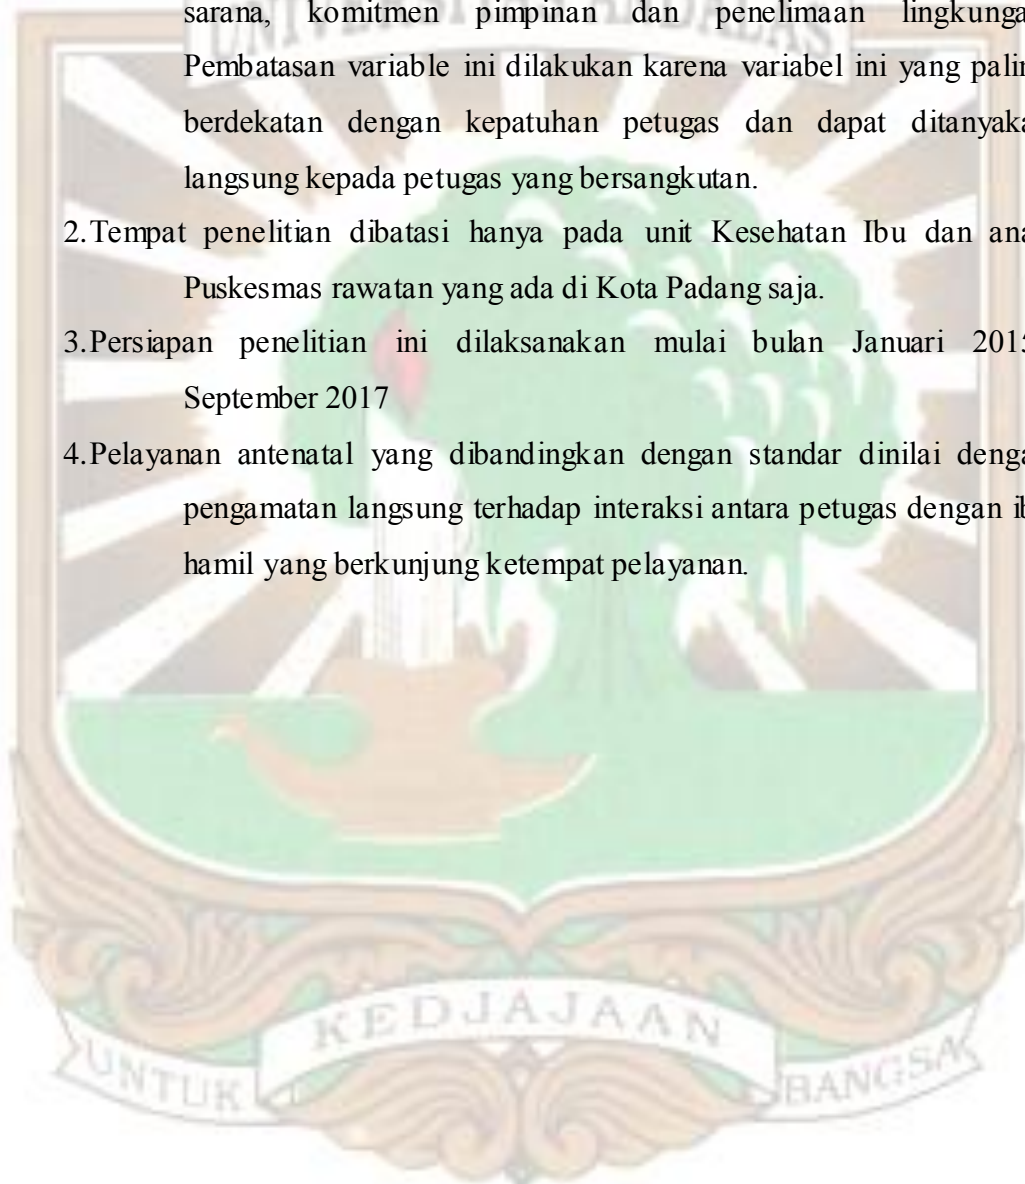 sarana, komitmen pimpinan dan penelimaan lingkunga
Pembatasan variable ini dilakukan karena variabel ini yang palin
berdekatan dengan kepatuhan petugas dan dapat ditanyaka
langsung kepada petugas yang bersangkutan.
2.Tempat penelitian dibatasi hanya pada unit Kesehatan Ibu dan ana
Puskesmas rawatan yang ada di Kota Padang saja.
3.Persiapan penelitian ini dilaksanakan mulai bulan Januari 2015
September 2017
4.Pelayanan antenatal yang dibandingkan dengan standar dinilai denga
pengamatan langsung terhadap interaksi antara petugas dengan ib
hamil yang berkunjung ketempat pelayanan.
UNTUK KEDJAJAAN BANGSA